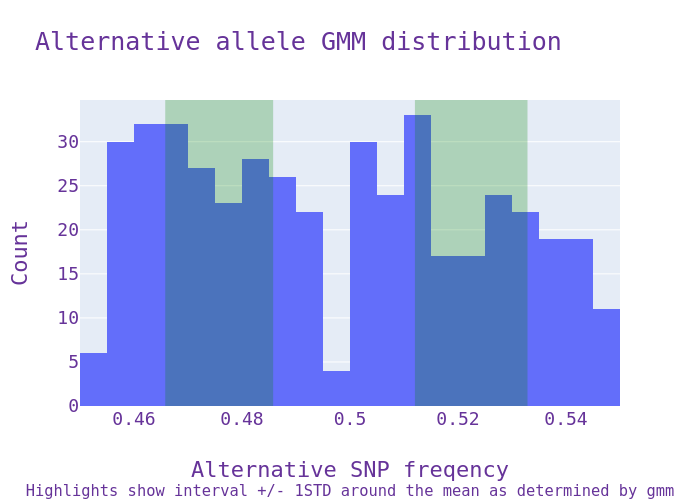 Alternative allele GMM distribution
Count
30
25
20
15
10
5
0
0.46 0.48 0.5 0.52 0.54
Alternative SNP freqency
Highlights show interval +/- 1STD around the mean as determined by gmm